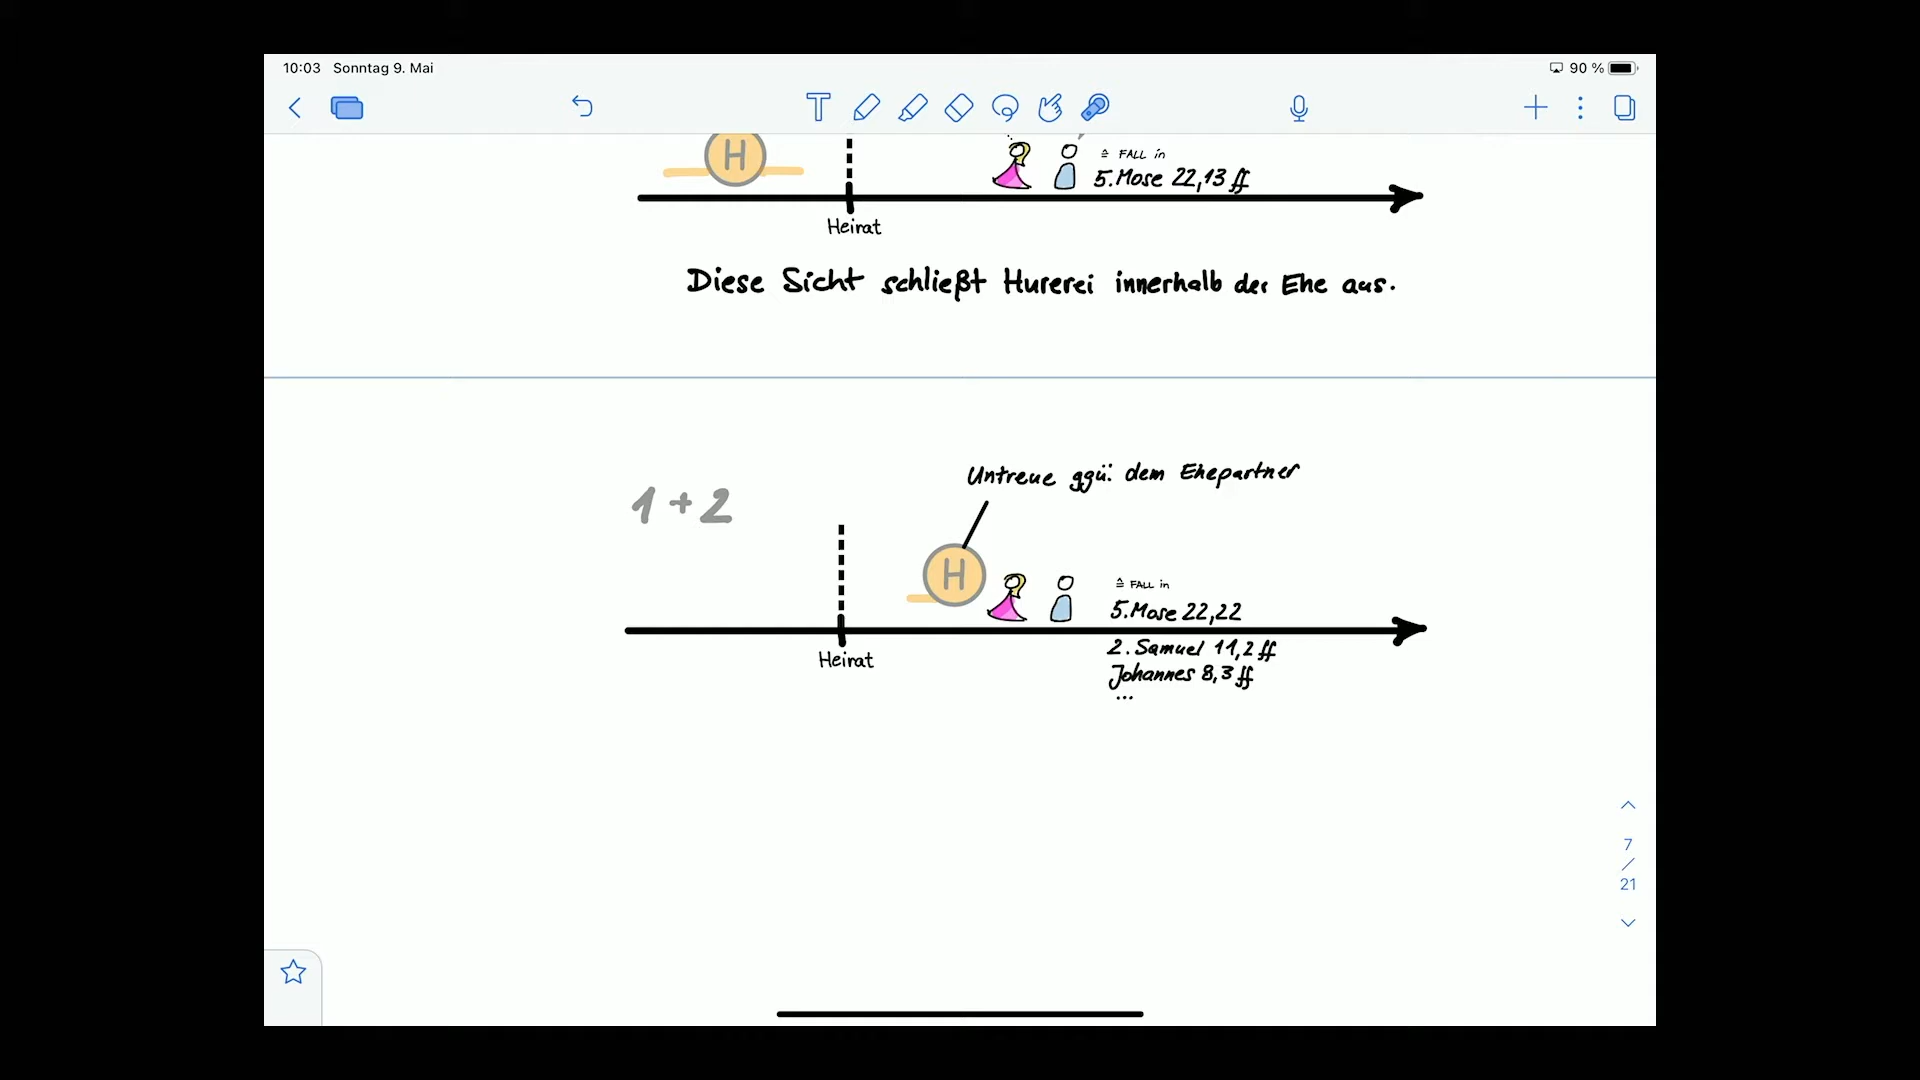 10:03 Sonntag 9. Mai
90 %
T
H
≙ FALL in
5.Mose 22,13 ff
Heirat
Diese Sicht schließt Hurerei innerhalb der Ehe aus.
Untreue ggü. dem Ehepartner
1 + 2
H
≙ FALL in
5.Mose 22,22
Heirat
2. Samuel 11,2 ff
Johannes 8,3 ff
...
7
/
21